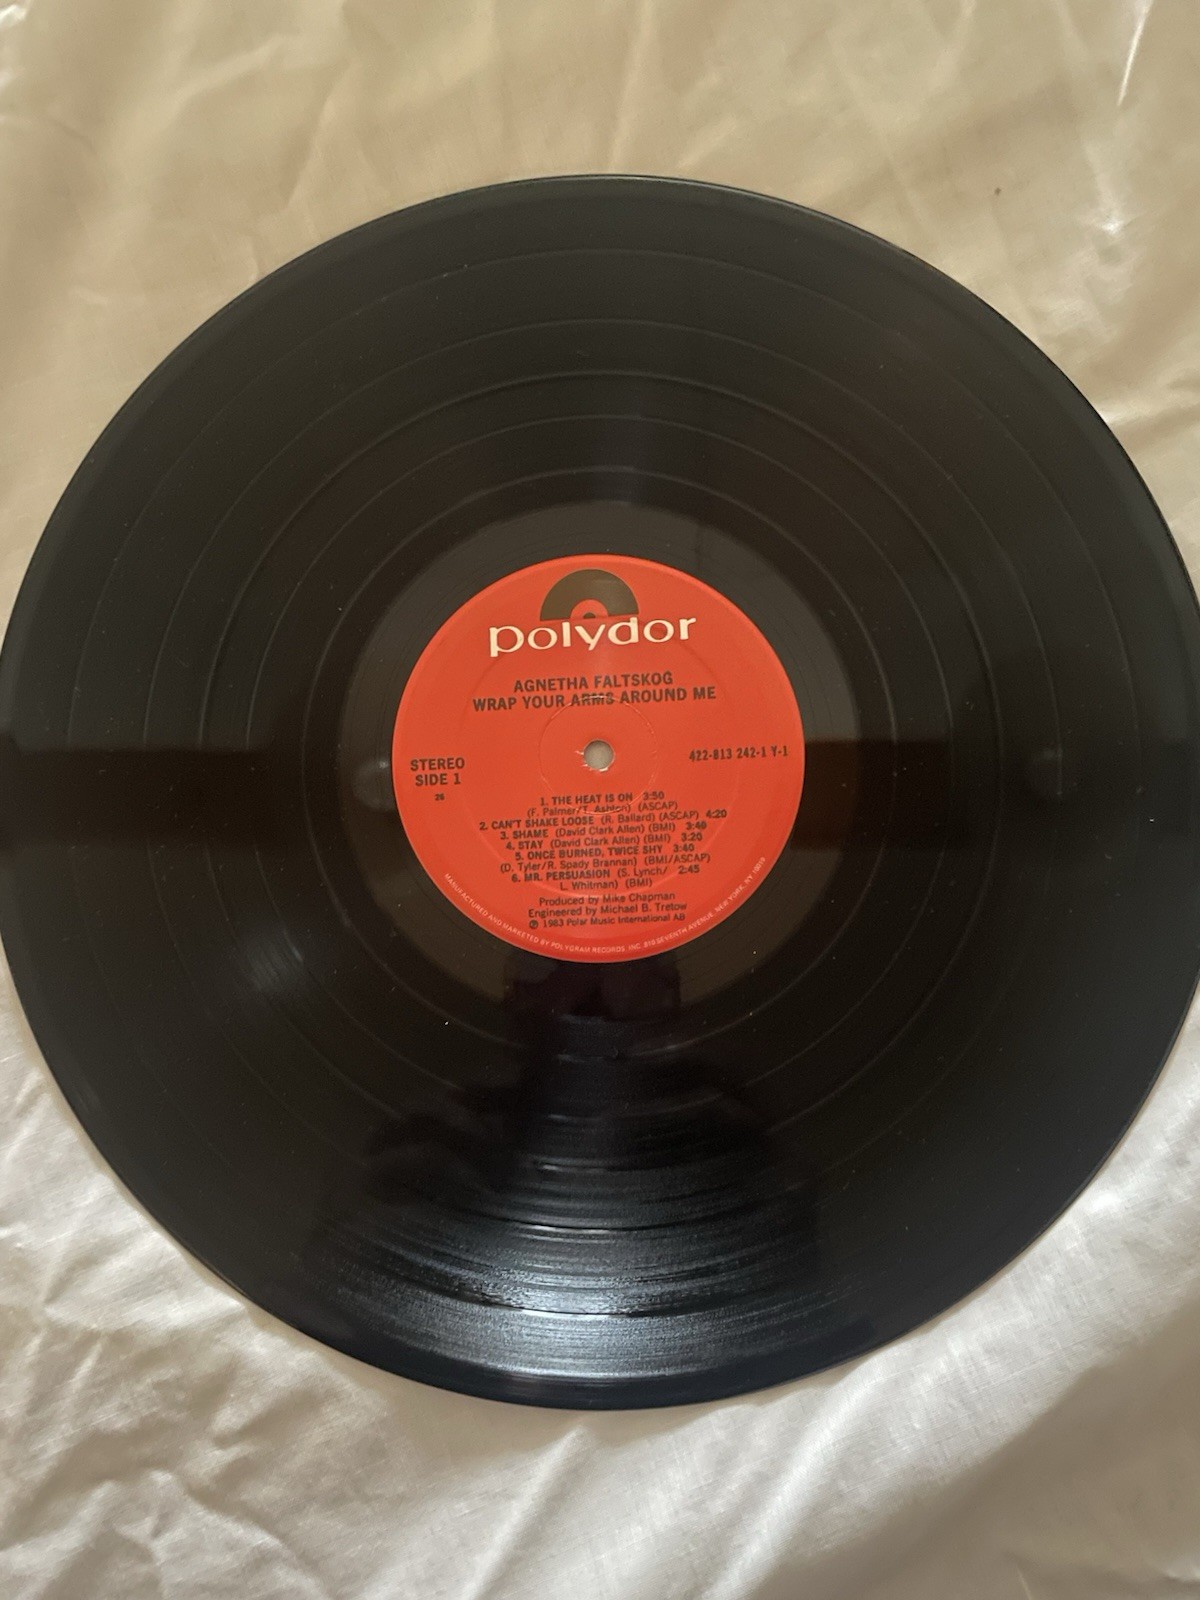 polydor
AGNETHA FALTSKOG
WRAP YOUR ARMS AROUND ME
STEREO
SIDE 1
26
422-813 242-1 Y-1
1. THE HEAT IS ON 3:50
(F. Palmer/T. Ashton) (ASCAP)
2. CAN'T SHAKE LOOSE (R. Ballard) (ASCAP) 4:20
3. SHAME (David Clark Allen) (BMI) 3:40
4. STAY (David Clark Allen) (BMI) 3:20
5. ONCE BURNED, TWICE SHY 3:40
(D. Tyler/R. Spady Brannan) (BMI/ASCAP)
6. MR. PERSUASION (S. Lynch/ 2:45
L. Whitman) (BMI)
Produced by Mike Chapman
Engineered by Michael B. Tretow
℗ 1983 Polar Music International AB
MANUFACTURED AND MARKETED BY POLYGRAM RECORDS, INC. 810 SEVENTH AVENUE, NEW YORK, NY 10019